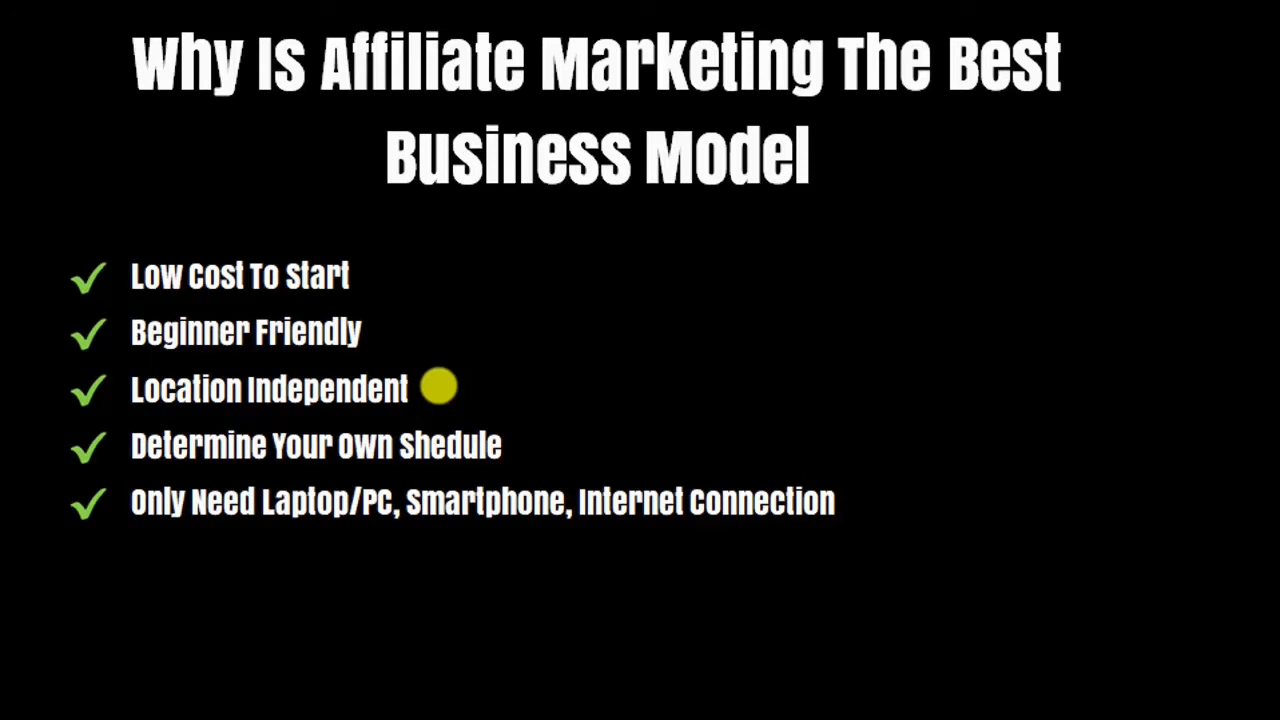 Why Is Affiliate Marketing The Best
Business Model
Low Cost To Start
Beginner Friendly
Location Independent
Determine Your Own Shedule
Only Need Laptop/PC, Smartphone, Internet Connection